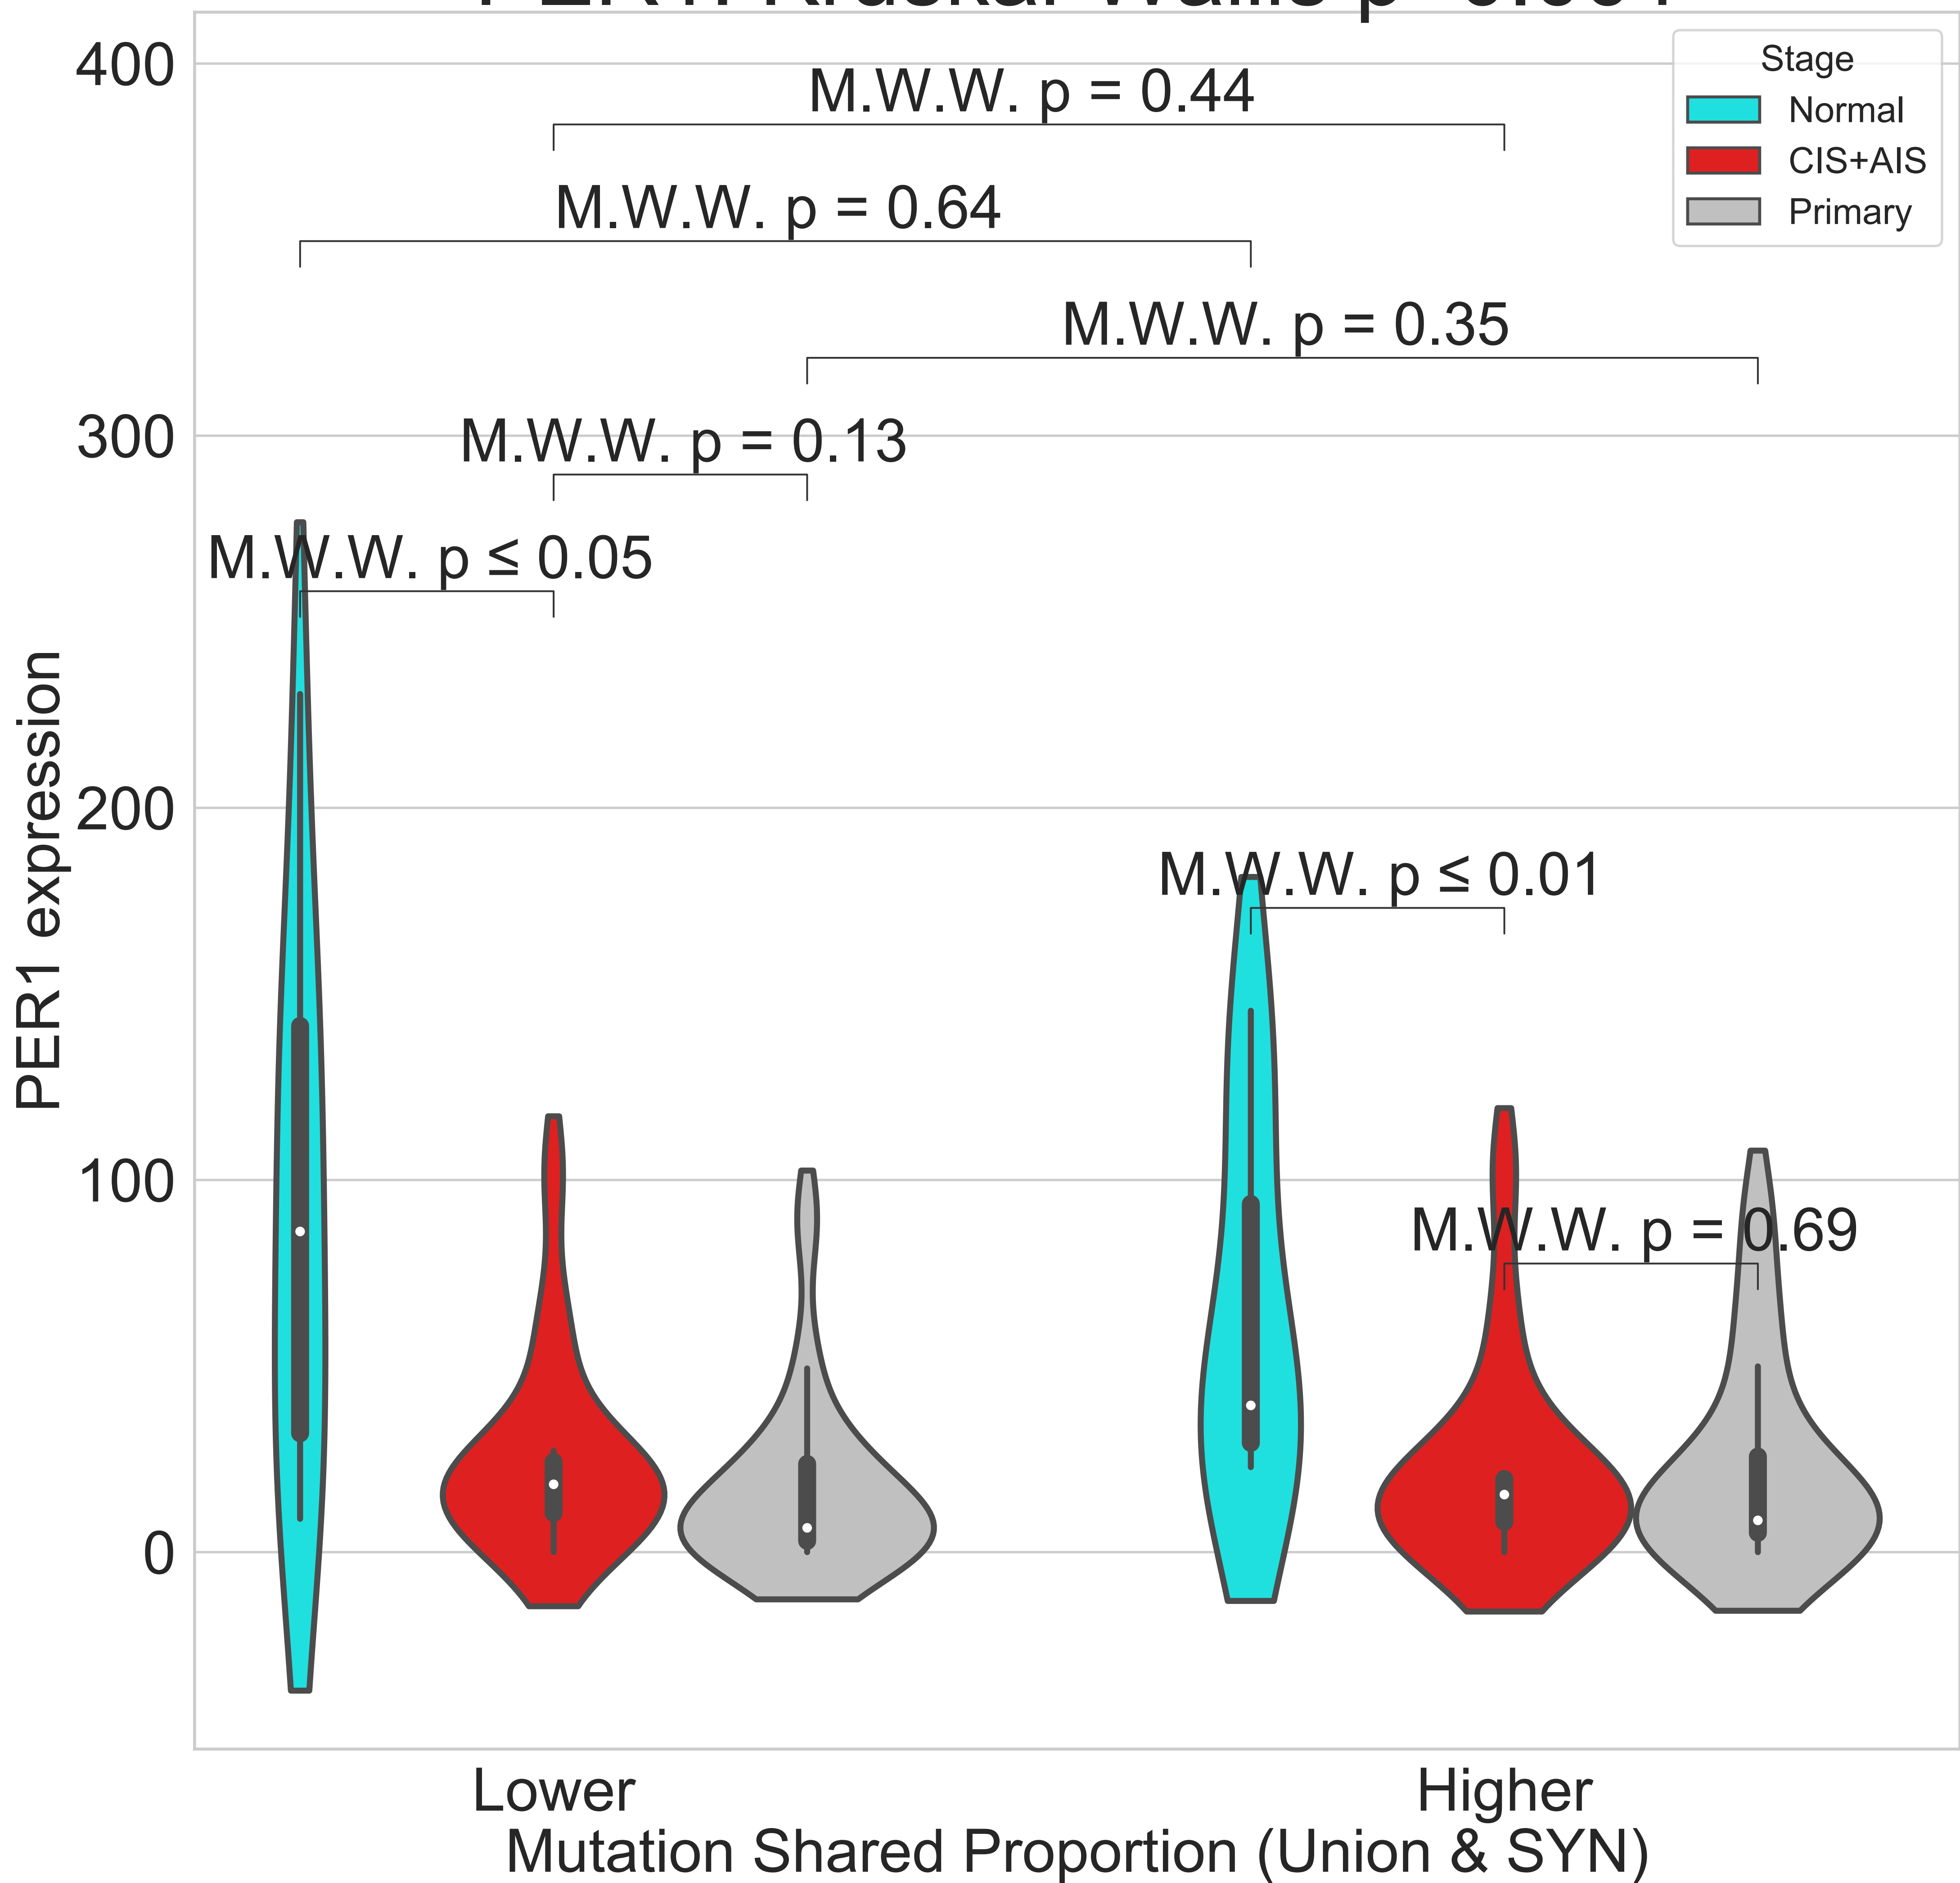 400
300
200
100
0
PER1 expression
M.W.W. p = 0.44
M.W.W. p = 0.64
M.W.W. p = 0.35
M.W.W. p = 0.13
M.W.W. p ≤ 0.05
M.W.W. p ≤ 0.01
M.W.W. p = 0.69
Stage
Normal
CIS+AIS
Primary
Lower
Higher
Mutation Shared Proportion (Union & SYN)